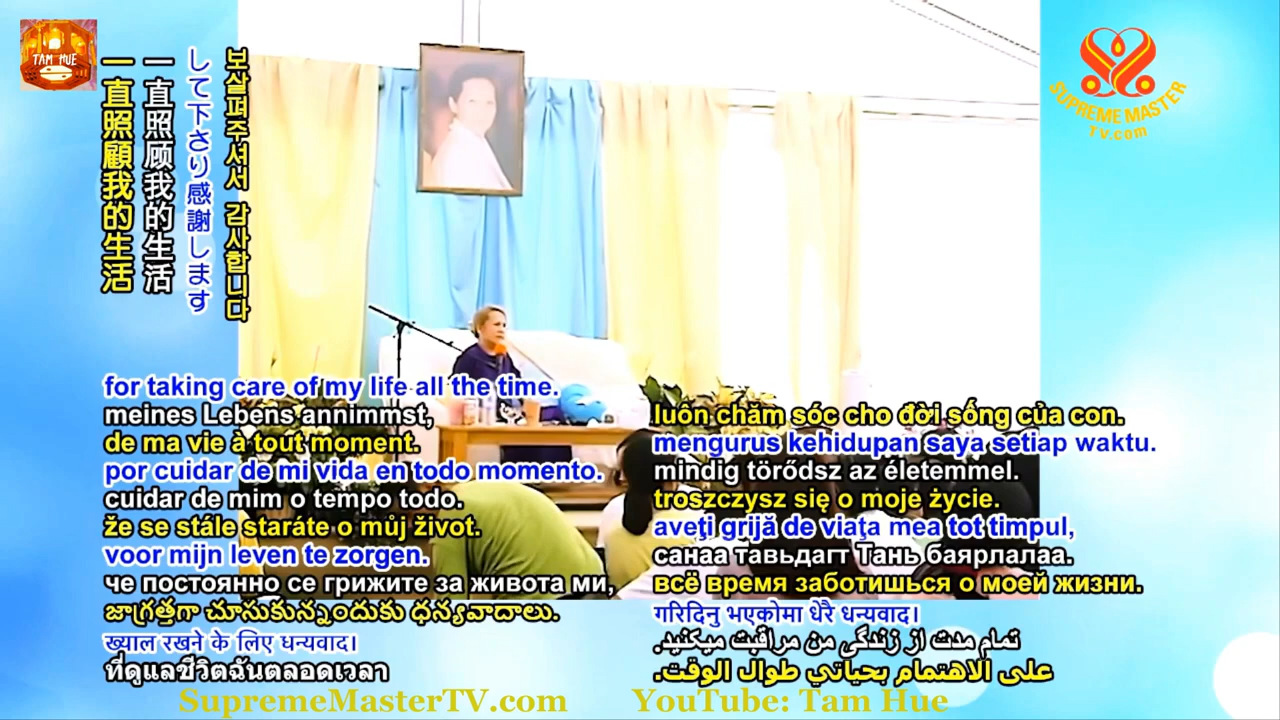 TAM HUE
SUPREME MASTER
TV.com
보살펴주셔서 감사합니다
して下さり感謝します
一直照顾我的生活
一直照顧我的生活
for taking care of my life all the time.
meines Lebens annimmst,
de ma vie à tout moment.
por cuidar de mi vida en todo momento.
cuidar de mim o tempo todo.
že se stále staráte o můj život.
voor mijn leven te zorgen.
че постоянно се грижите за живота ми,
జాగ్రత్తగా చూసుకున్నందుకు ధన్యవాదాలు.
ख्याल रखने के लिए धन्यवाद।
ที่ดูแลชีวิตฉันตลอดเวลา
luôn chăm sóc cho đời sống của con.
mengurus kehidupan saya setiap waktu.
mindig törődsz az életemmel.
troszczysz się o moje życie.
aveţi grijă de viaţa mea tot timpul,
санаа тавьдагт Тань баярлалаа.
всё время заботишься о моей жизни.
गरिदिनु भएकोमा धेरै धन्यवाद।
تمام مدت از زندگی من مراقبت میکنید.
على الاهتمام بحياتي طوال الوقت.
SupremeMasterTV.com
YouTube: Tam Hue